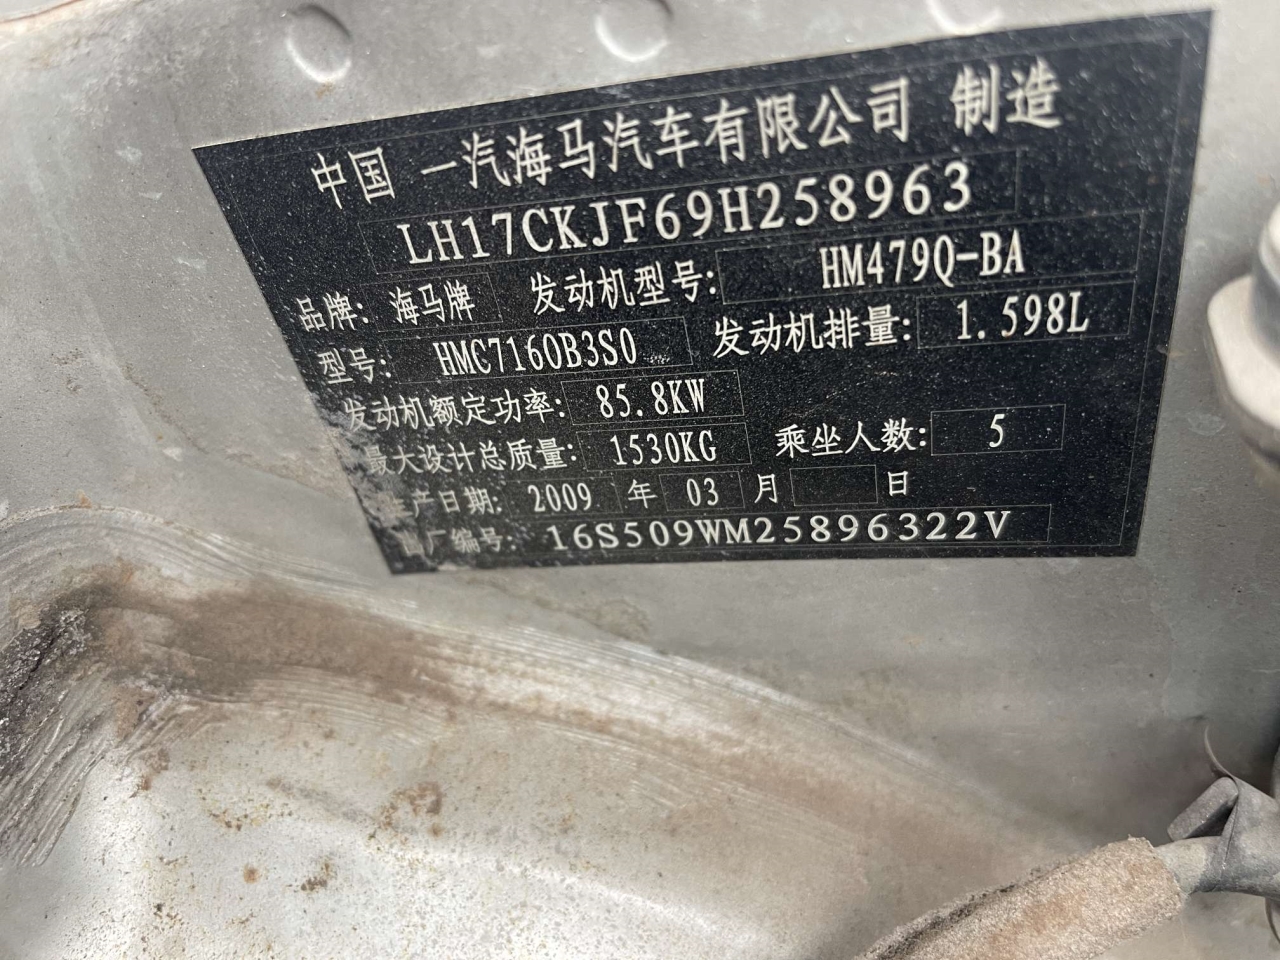 中国 一汽海马汽车有限公司 制造
LH17CKJF69H258963
品牌: 海马牌 发动机型号: HM479Q-BA
型号: HMC7160B3S0 发动机排量: 1.598L
发动机额定功率: 85.8KW
最大设计总质量: 1530KG 乘坐人数: 5
生产日期: 2009 年 03 月 日
出厂编号: 16S509WM25896322V